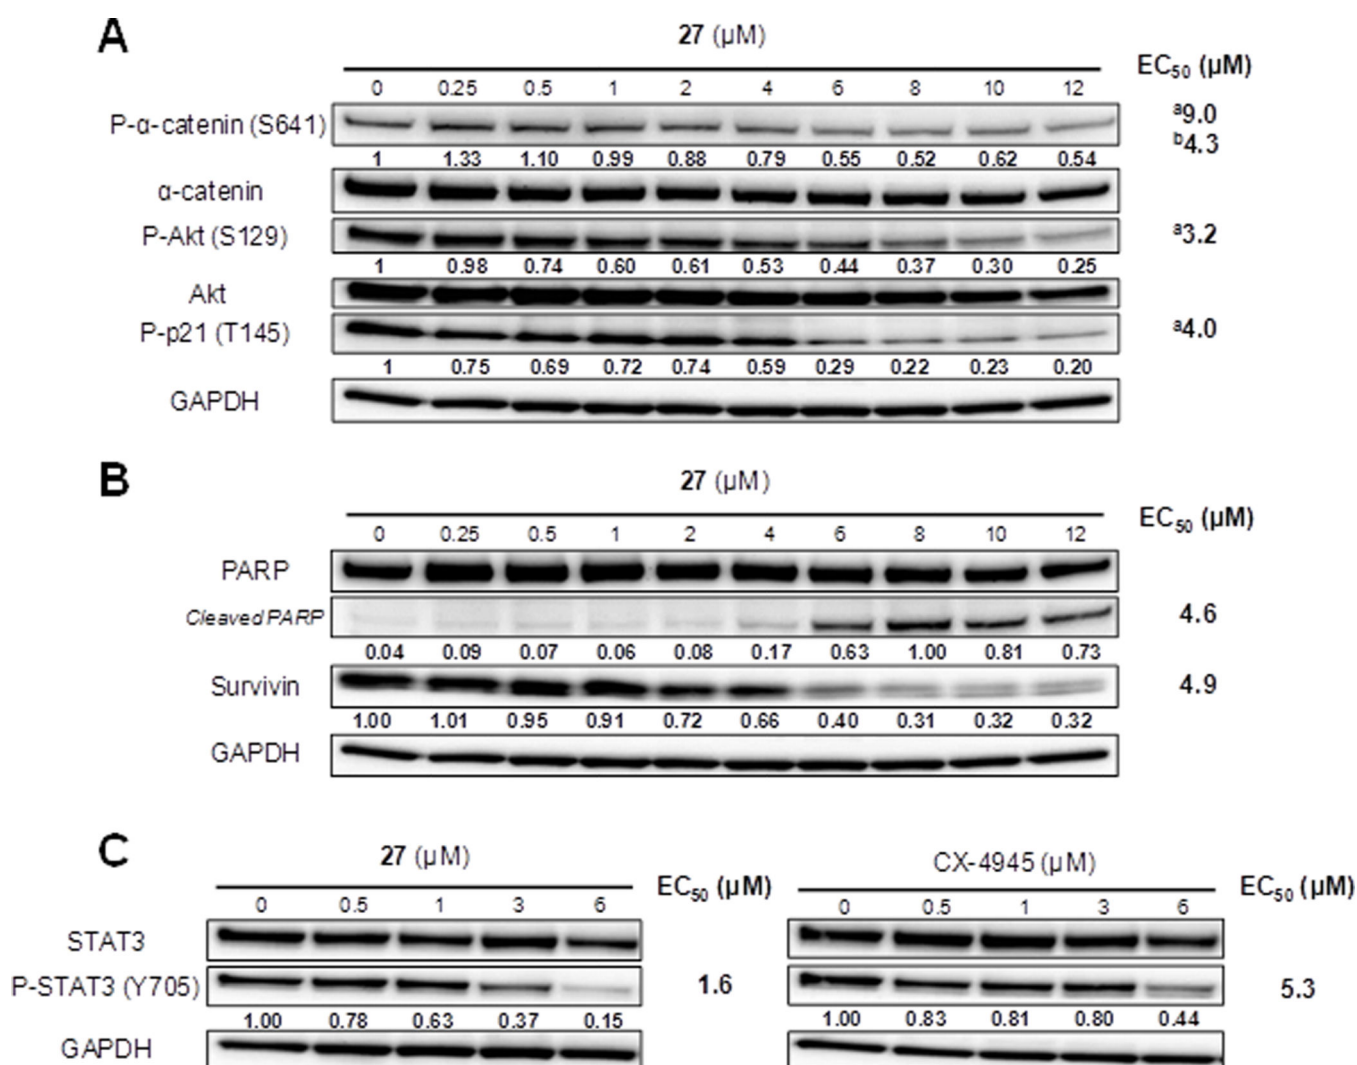 A
27 (µM)
EC50 (µM)
0 0.25 0.5 1 2 4 6 8 10 12
P-α-catenin (S641)
a9.0
b4.3
1 1.33 1.10 0.99 0.88 0.79 0.55 0.52 0.62 0.54
α-catenin
P-Akt (S129)
a3.2
1 0.98 0.74 0.60 0.61 0.53 0.44 0.37 0.30 0.25
Akt
P-p21 (T145)
a4.0
1 0.75 0.69 0.72 0.74 0.59 0.29 0.22 0.23 0.20
GAPDH
B
27 (µM)
EC50 (µM)
0 0.25 0.5 1 2 4 6 8 10 12
PARP
Cleaved PARP
4.6
0.04 0.09 0.07 0.06 0.08 0.17 0.63 1.00 0.81 0.73
Survivin
4.9
1.00 1.01 0.95 0.91 0.72 0.66 0.40 0.31 0.32 0.32
GAPDH
C
27 (µM)
EC50 (µM)
0 0.5 1 3 6
STAT3
P-STAT3 (Y705)
1.6
1.00 0.78 0.63 0.37 0.15
GAPDH
CX-4945 (µM)
EC50 (µM)
0 0.5 1 3 6
5.3
1.00 0.83 0.81 0.80 0.44